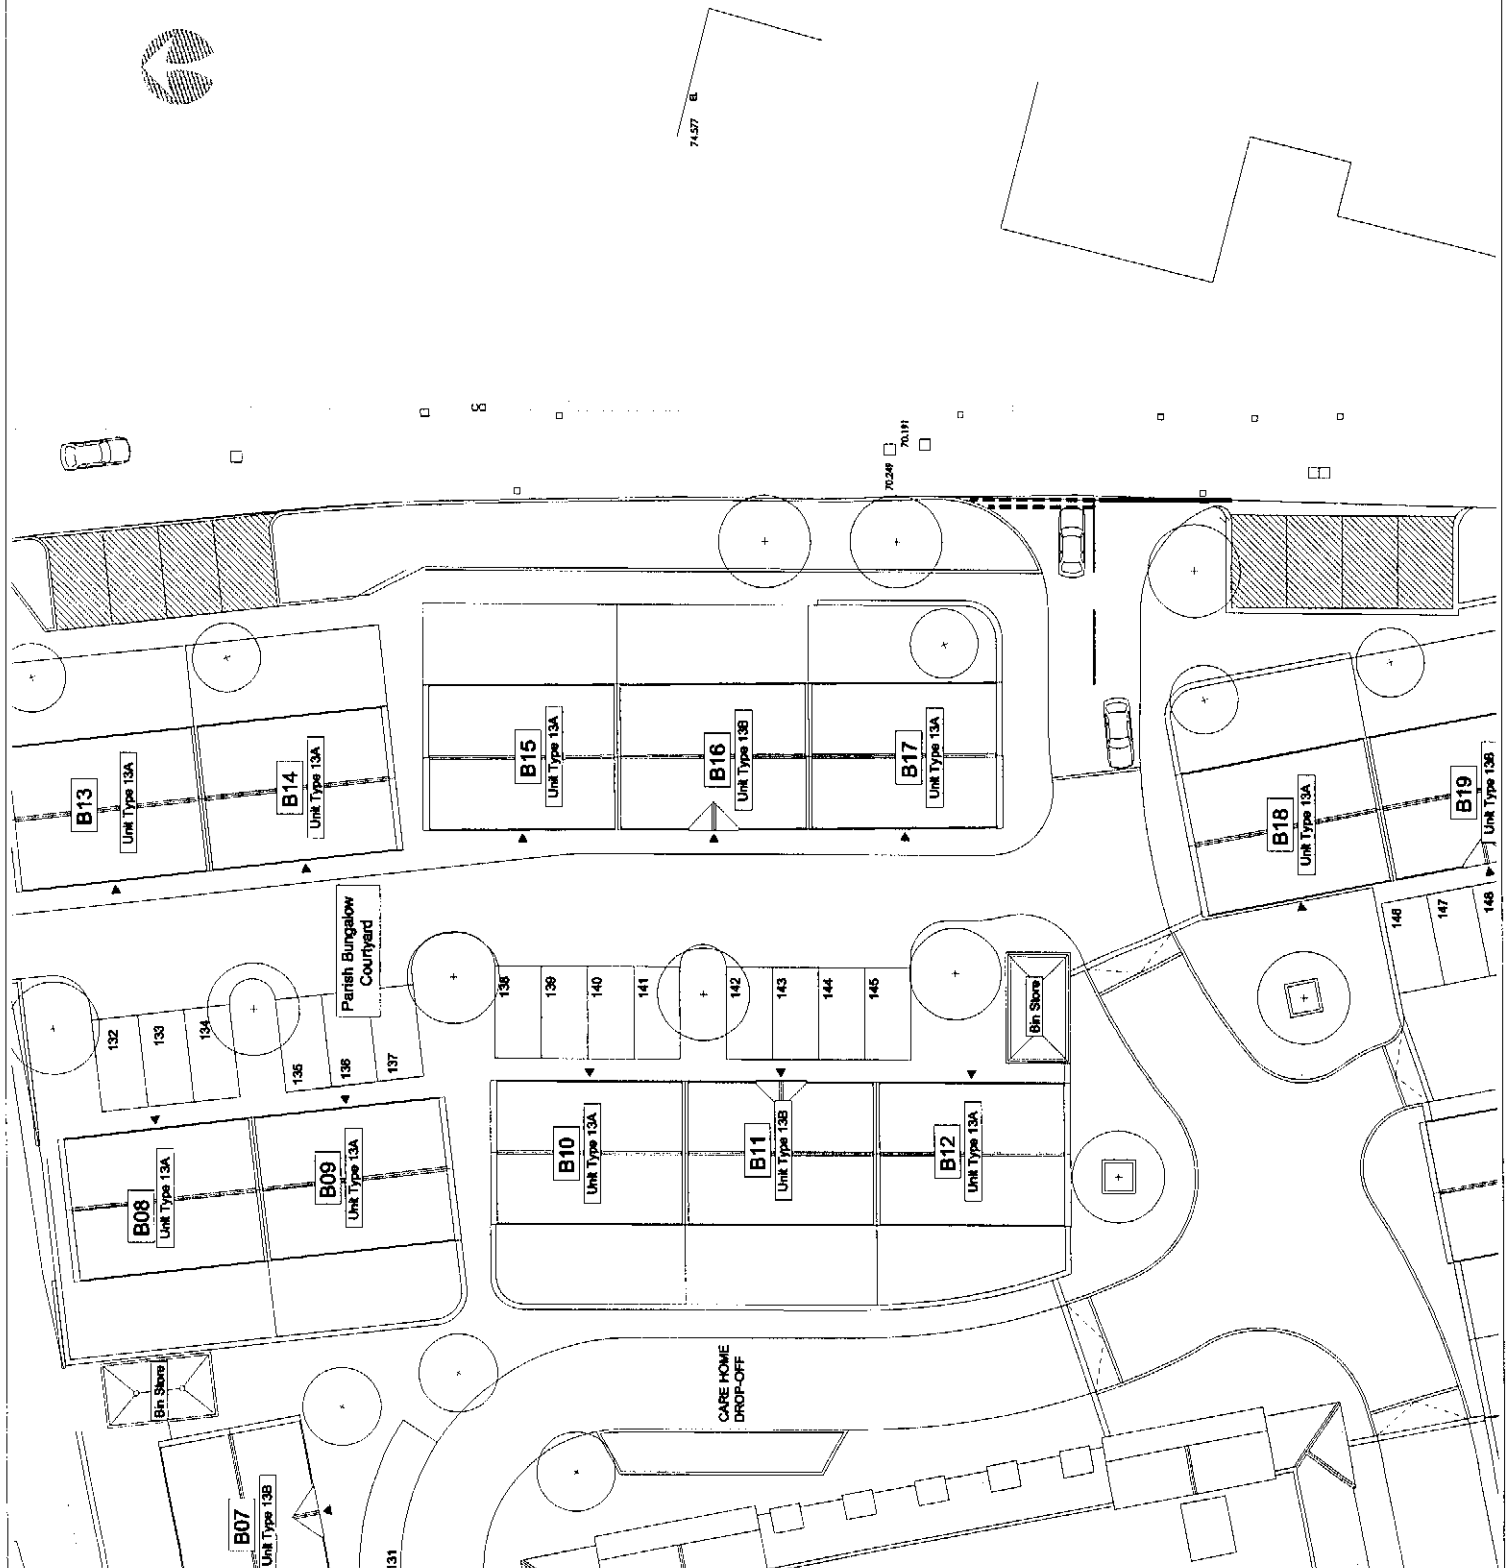 74.577 EL
70.249
70.191
B13
Unit Type 13A
B14
Unit Type 13A
B15
Unit Type 13A
B16
Unit Type 13B
B17
Unit Type 13A
B18
Unit Type 13A
B19
Unit Type 13B
Parish Bungalow
Courtyard
132
133
134
135
136
137
138
139
140
141
142
143
144
145
146
147
148
Bin Store
B08
Unit Type 13A
B09
Unit Type 13A
B10
Unit Type 13A
B11
Unit Type 13B
B12
Unit Type 13A
Bin Store
CARE HOME
DROP-OFF
B07
Unit Type 13B
131